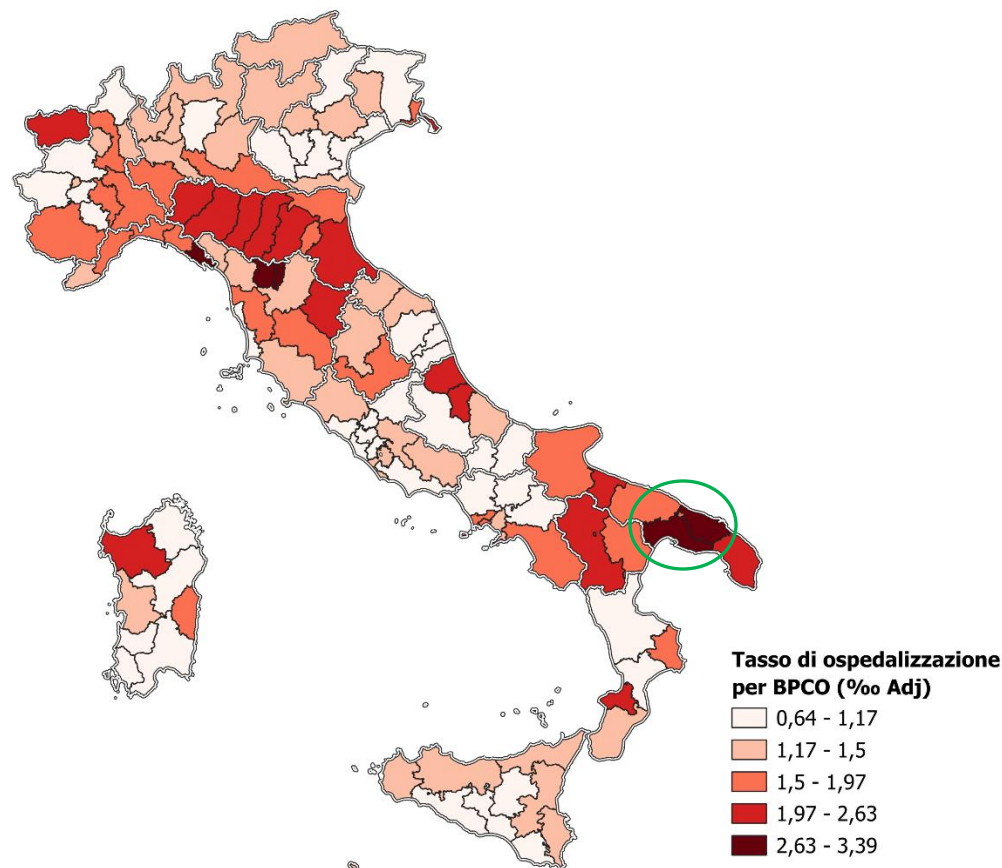 Tasso di ospedalizzazione
per BPCO (‰ Adj)
0,64 - 1,17
1,17 - 1,5
1,5 - 1,97
1,97 - 2,63
2,63 - 3,39